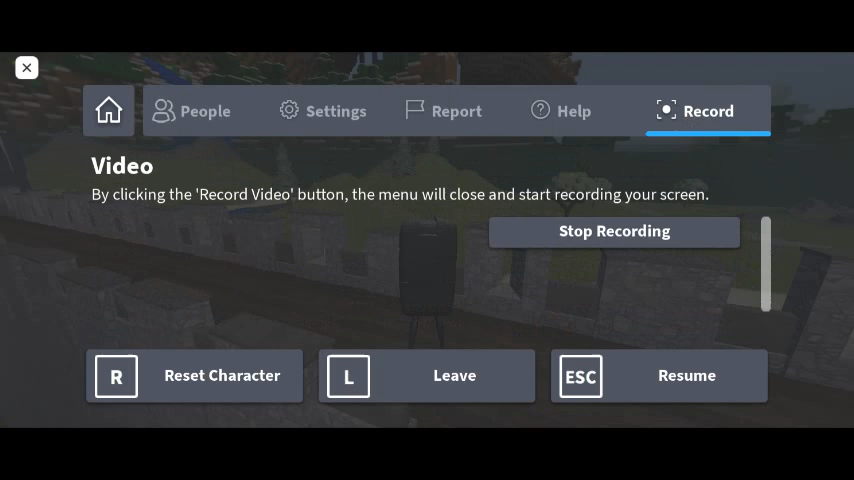 People
Settings
Report
Help
Record
Video
By clicking the 'Record Video' button, the menu will close and start recording your screen.
Stop Recording
R Reset Character
L Leave
ESC Resume